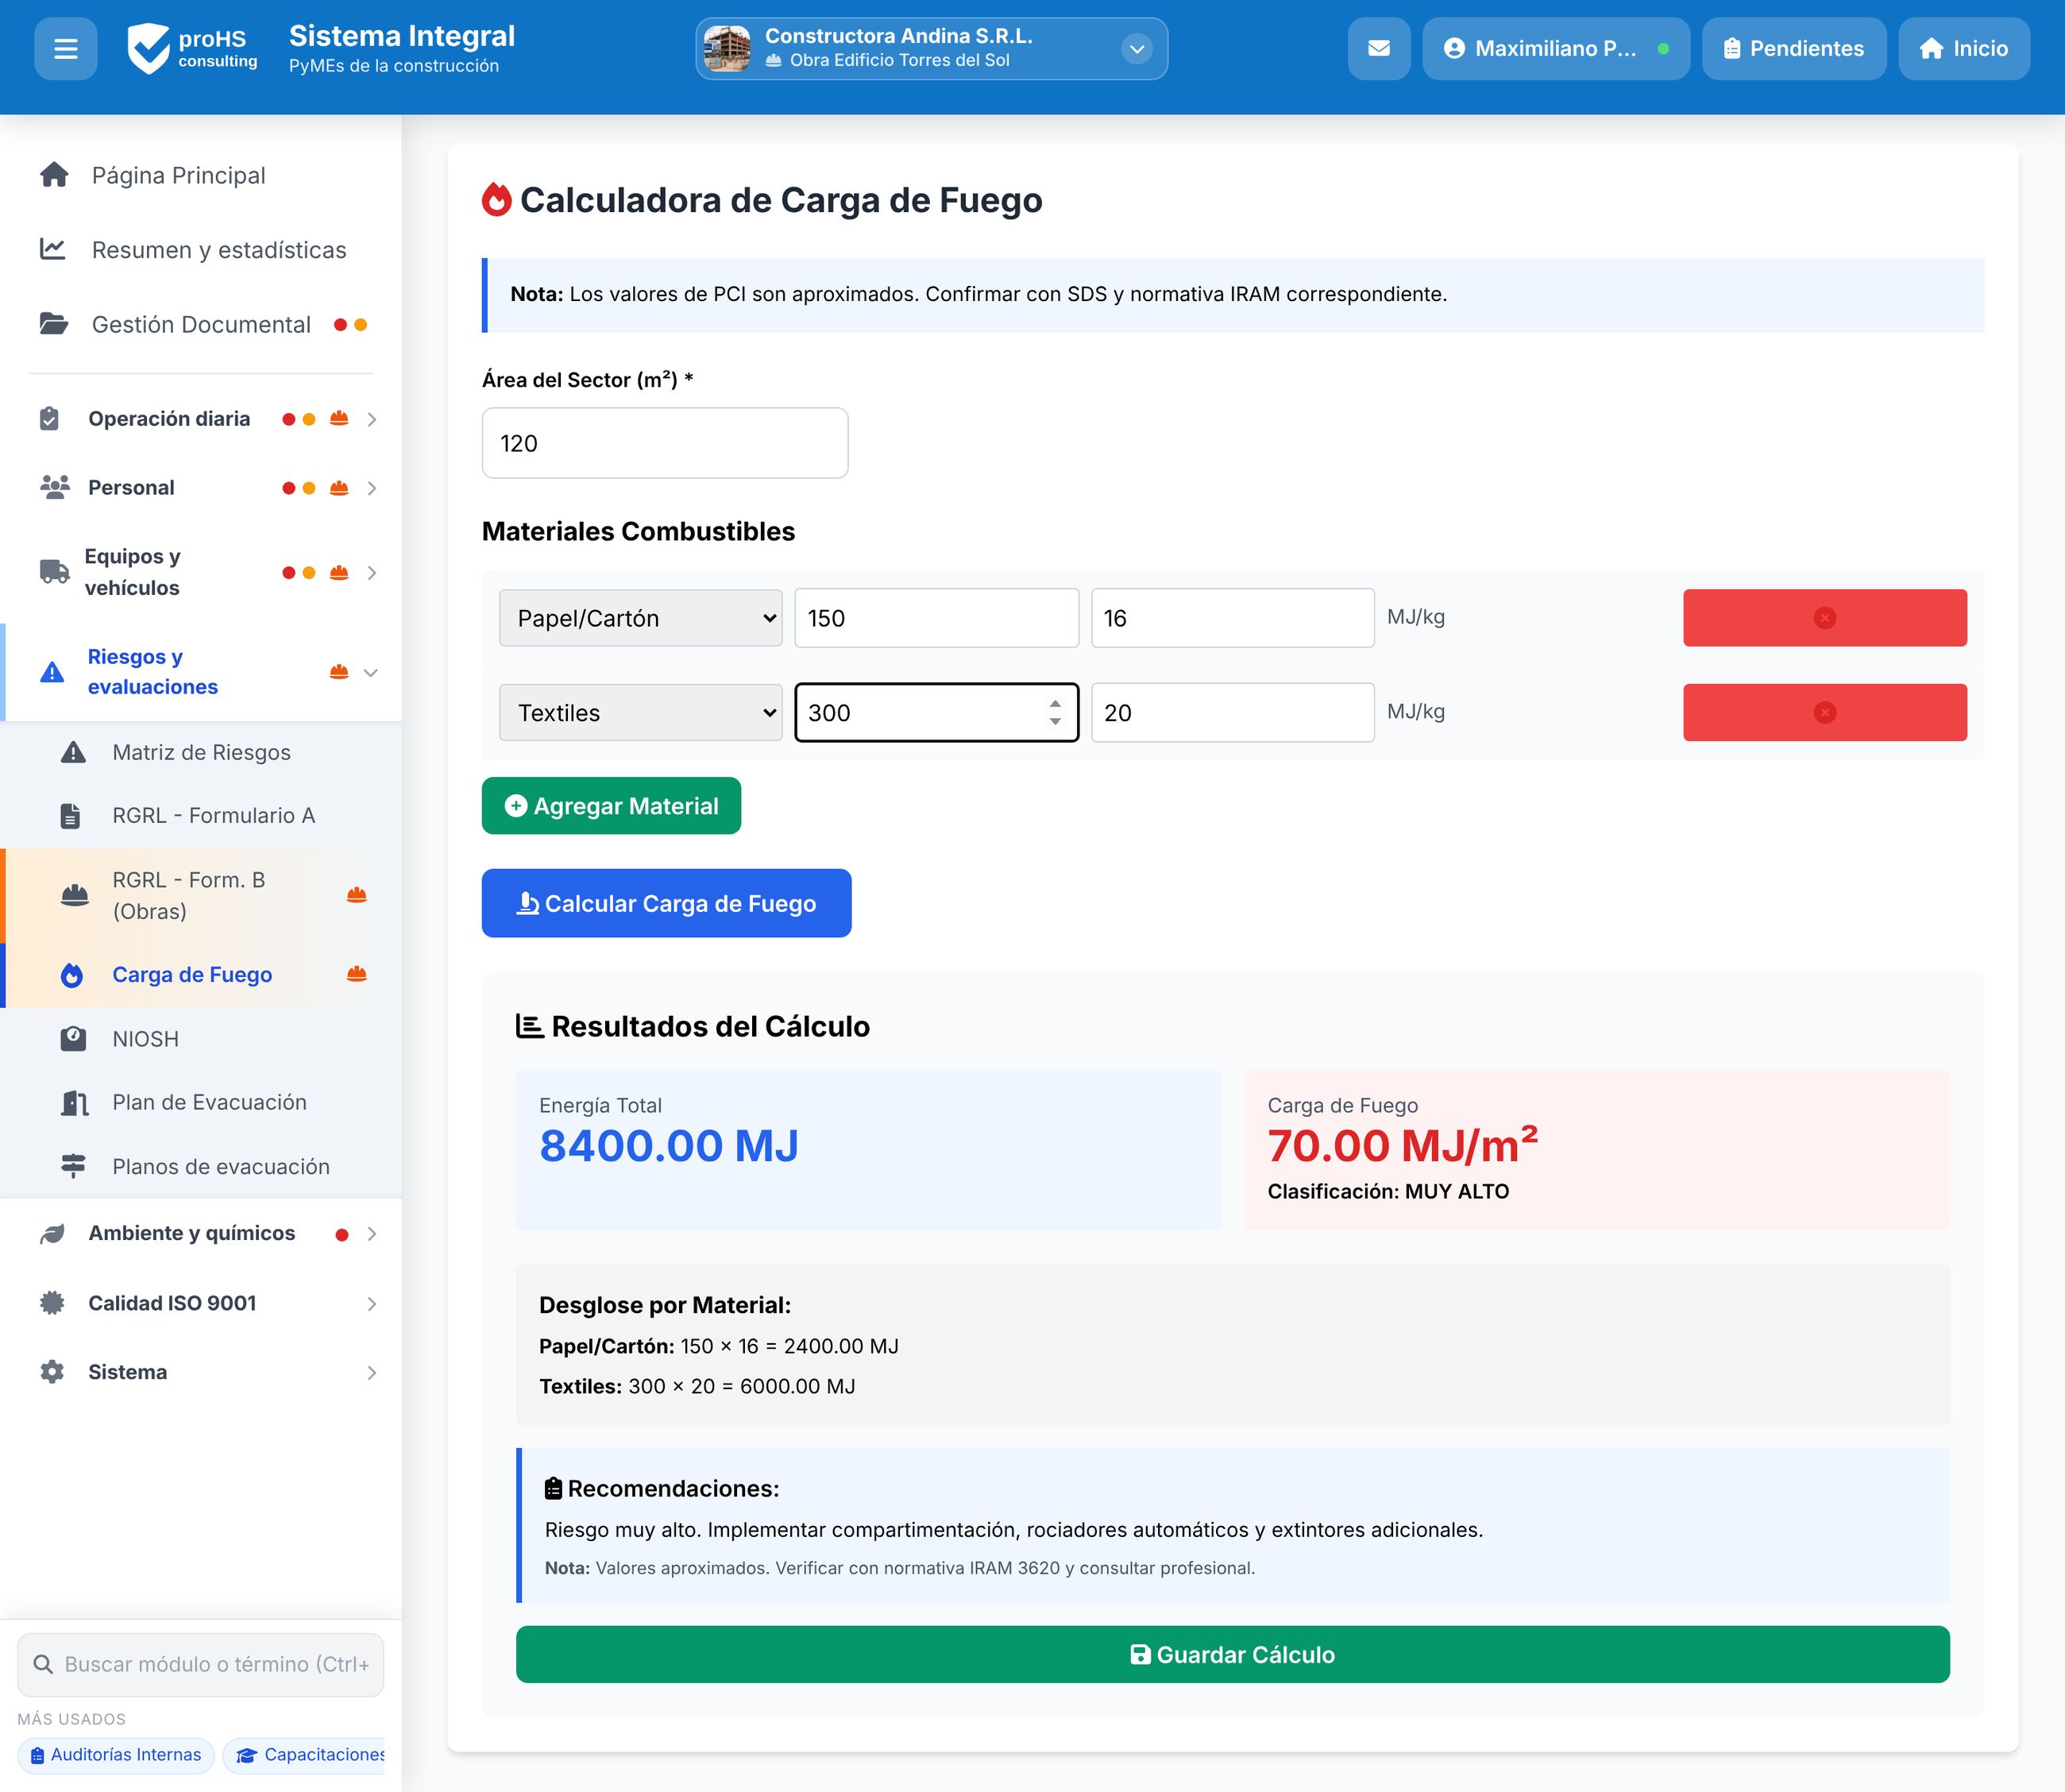 proHS
consulting
Sistema Integral
PyMEs de la construcción
Constructora Andina S.R.L.
Obra Edificio Torres del Sol
Maximiliano P...
Pendientes
Inicio
Página Principal
Resumen y estadísticas
Gestión Documental
Operación diaria
Personal
Equipos y
vehículos
Riesgos y
evaluaciones
Matriz de Riesgos
RGRL - Formulario A
RGRL - Form. B
(Obras)
Carga de Fuego
NIOSH
Plan de Evacuación
Planos de evacuación
Ambiente y químicos
Calidad ISO 9001
Sistema
Buscar módulo o término (Ctrl+
MÁS USADOS
Auditorías Internas
Capacitaciones
Calculadora de Carga de Fuego
Nota: Los valores de PCI son aproximados. Confirmar con SDS y normativa IRAM correspondiente.
Área del Sector (m²) *
120
Materiales Combustibles
Papel/Cartón 150 16 MJ/kg
Textiles 300 20 MJ/kg
Agregar Material
Calcular Carga de Fuego
Resultados del Cálculo
Energía Total
8400.00 MJ
Carga de Fuego
70.00 MJ/m²
Clasificación: MUY ALTO
Desglose por Material:
Papel/Cartón: 150 × 16 = 2400.00 MJ
Textiles: 300 × 20 = 6000.00 MJ
Recomendaciones:
Riesgo muy alto. Implementar compartimentación, rociadores automáticos y extintores adicionales.
Nota: Valores aproximados. Verificar con normativa IRAM 3620 y consultar profesional.
Guardar Cálculo